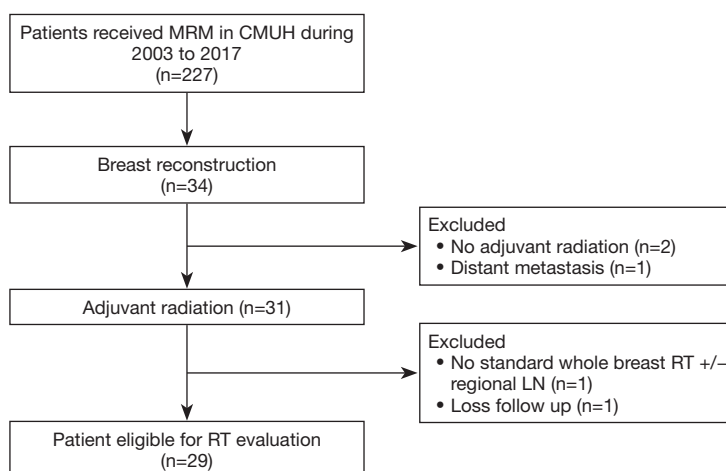 Patients received MRM in CMUH during
2003 to 2017
(n=227)
Breast reconstruction
(n=34)
Excluded
• No adjuvant radiation (n=2)
• Distant metastasis (n=1)
Adjuvant radiation (n=31)
Excluded
• No standard whole breast RT +/–
regional LN (n=1)
• Loss follow up (n=1)
Patient eligible for RT evaluation
(n=29)